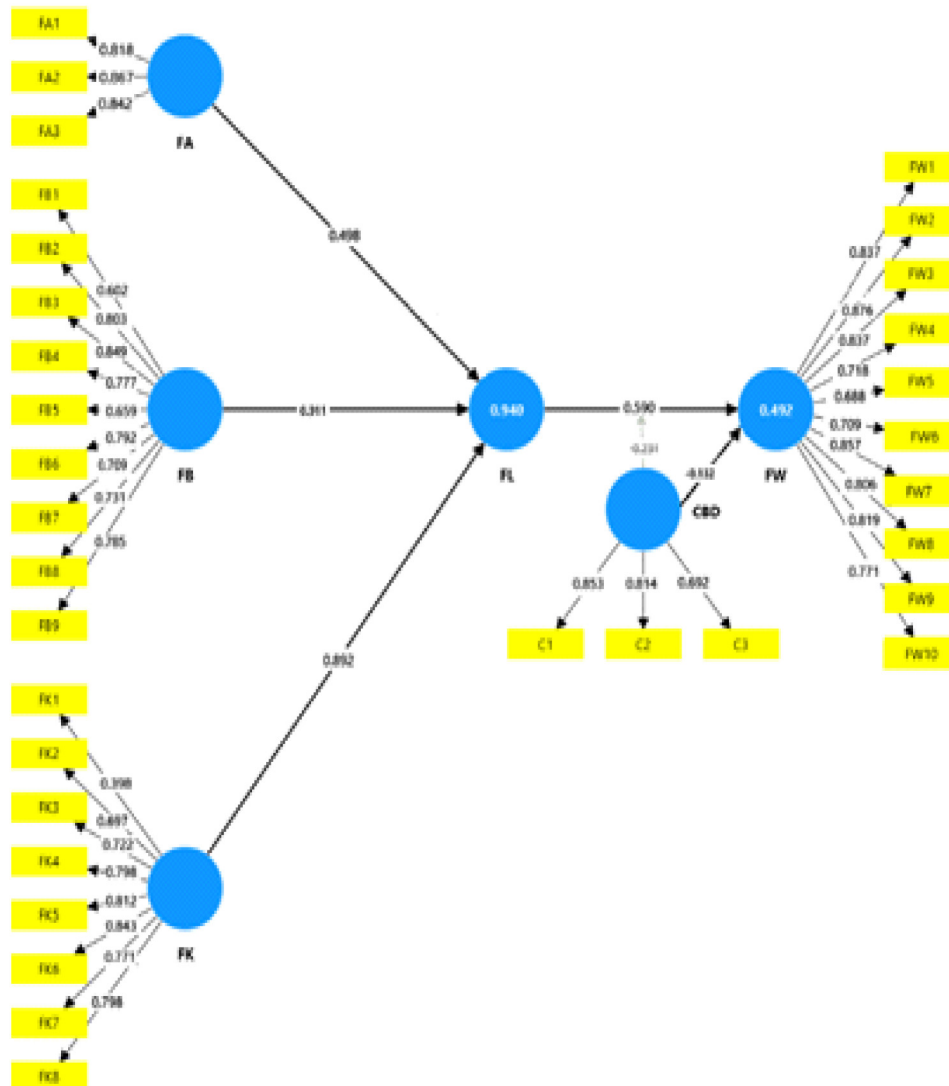 FA1
0.818
FA2
0.867
FA3
0.842
FA
0.498
FB1
0.602
FB2
0.803
FB3
0.849
FB4
0.777
FB5
0.659
FB6
0.792
FB7
0.709
FB8
0.731
FB9
0.785
FB
0.311
FL
0.940
0.590
FW
0.492
-0.231
-0.132
CBD
0.853
0.814
0.692
C1
C2
C3
FW1
0.837
FW2
0.876
FW3
0.837
FW4
0.718
FW5
0.688
FW6
0.709
FW7
0.857
FW8
0.806
FW9
0.819
FW10
0.771
0.892
FK1
0.398
FK2
0.697
FK3
0.722
FK4
0.798
FK5
0.812
FK6
0.843
FK7
0.771
FK8
0.798
FK